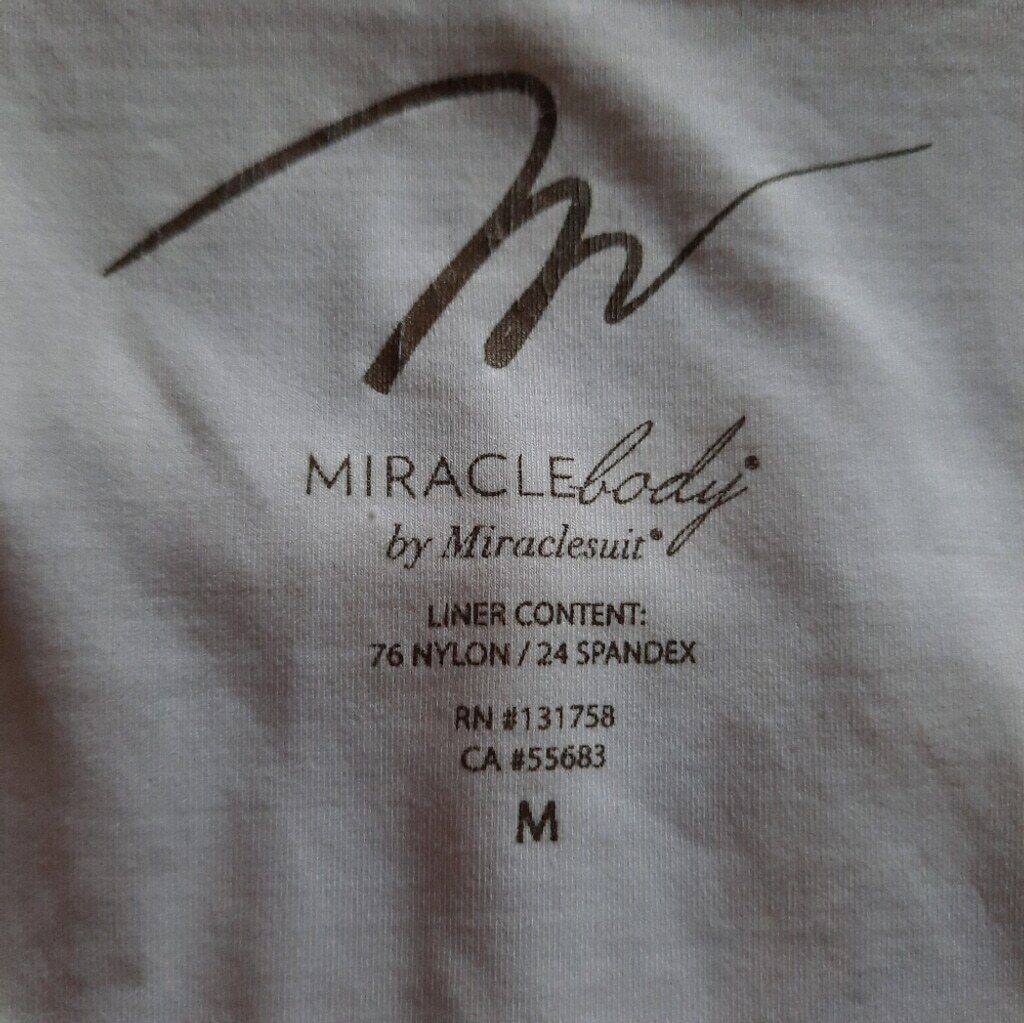 MIRACLEbody®
by Miraclesuit®
LINER CONTENT:
76 NYLON / 24 SPANDEX
RN #131758
CA #55683
M